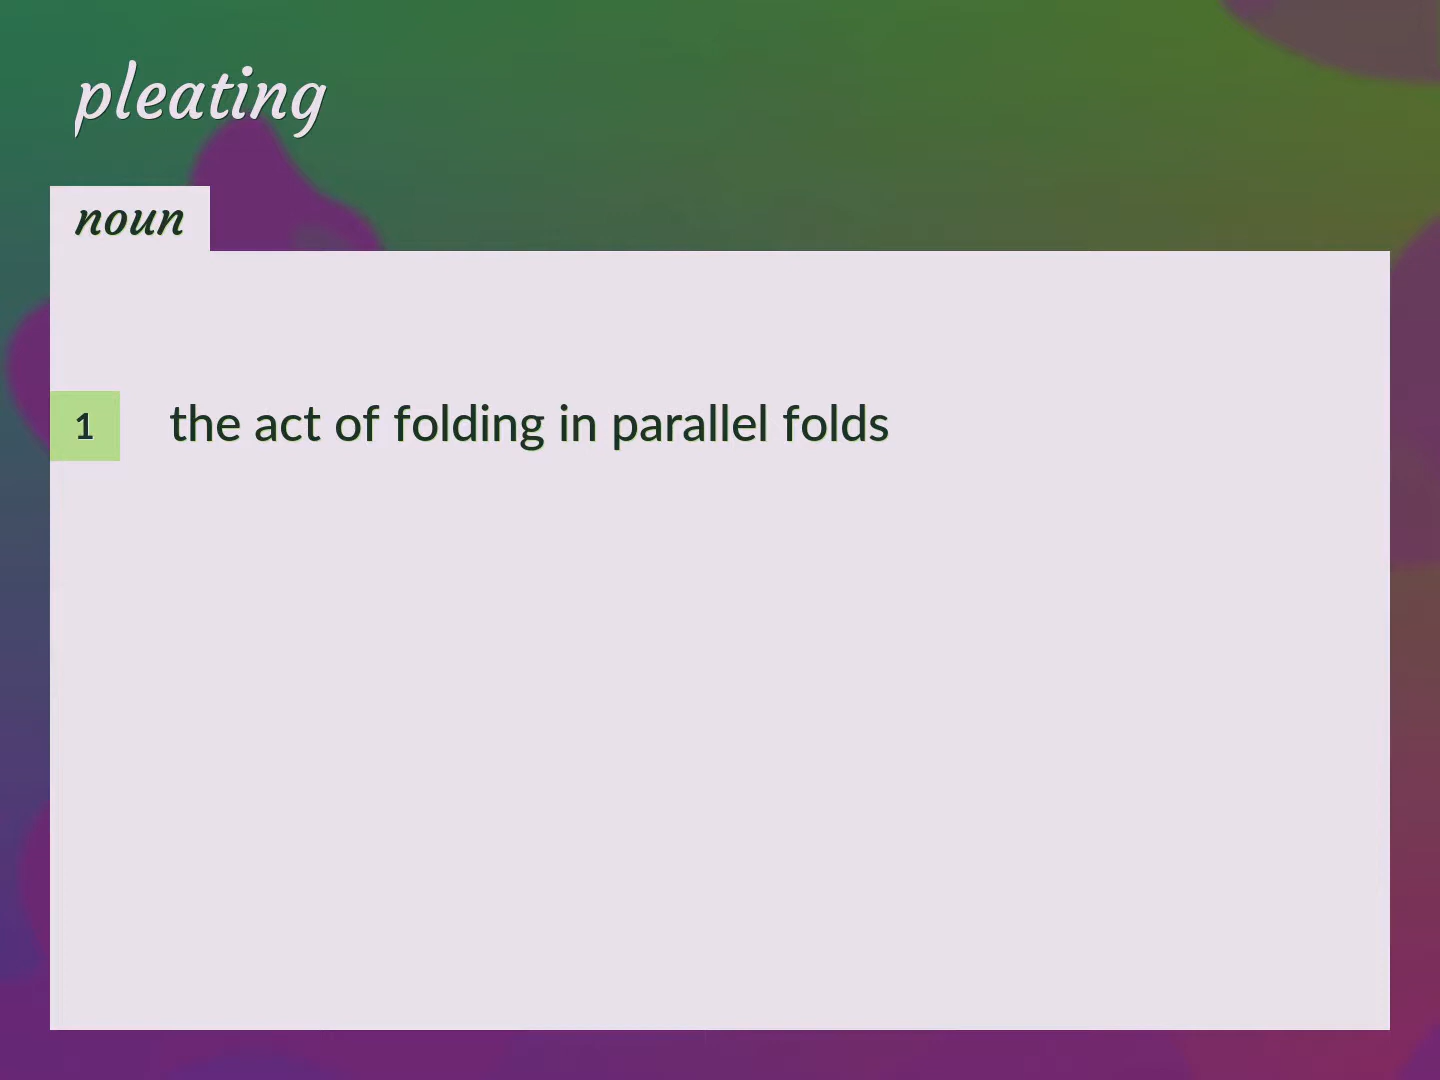 pleating
noun
1 the act of folding in parallel folds